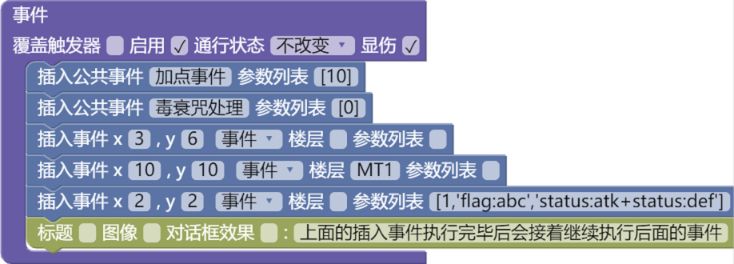 事件
覆盖触发器 启用 ✓ 通行状态 不改变 显伤 ✓
插入公共事件 加点事件 参数列表 [10]
插入公共事件 毒衰咒处理 参数列表 [0]
插入事件 x 3 , y 6 事件 楼层 参数列表
插入事件 x 10 , y 10 事件 楼层 MT1 参数列表
插入事件 x 2 , y 2 事件 楼层 参数列表 [1,'flag:abc','status:atk+status:def']
标题 图像 对话框效果 : 上面的插入事件执行完毕后会接着继续执行后面的事件